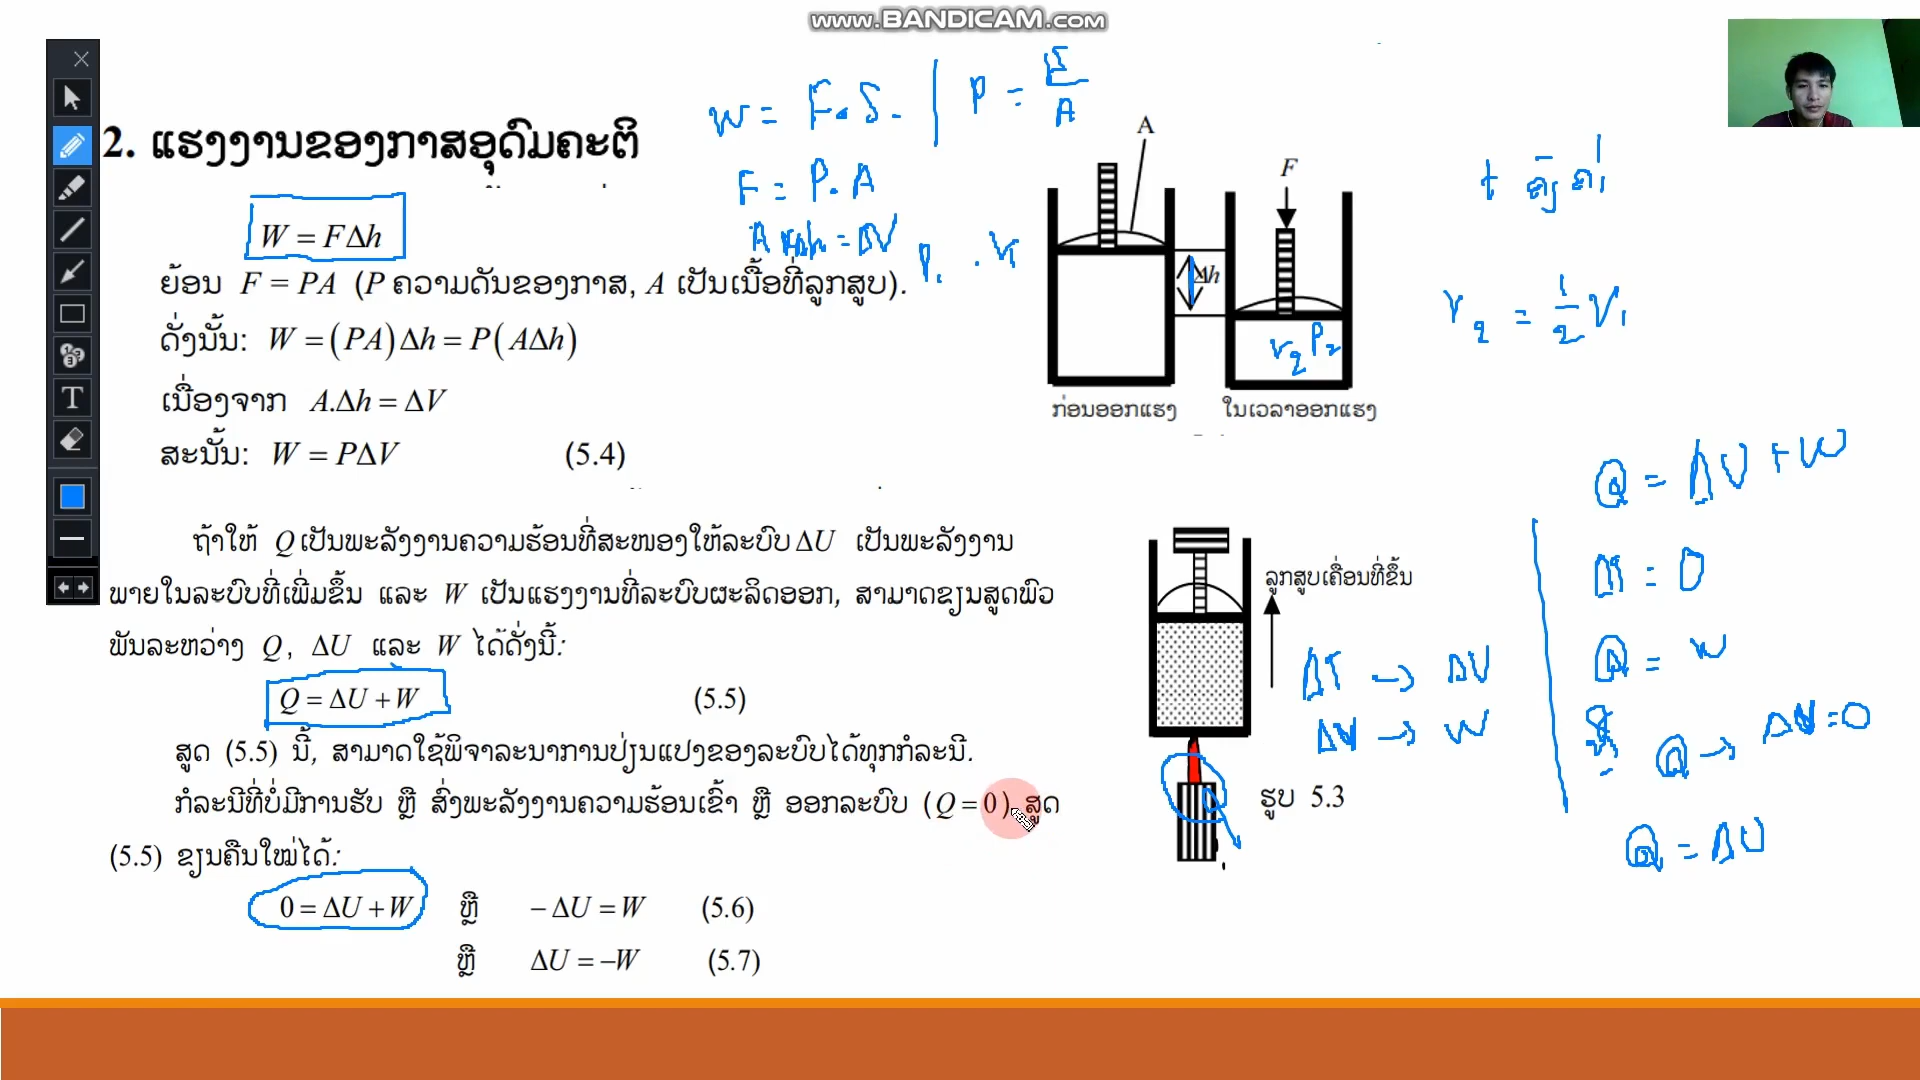 www.BANDICAM.com
2. ແຮງງານຂອງກາສອຸດົມຄະຕິ
W = FΔh
ຍ້ອນ F = PA (P ຄວາມດັນຂອງກາສ, A ເປັນເນື້ອທີ່ລູກສູບ).
ດັ່ງນັ້ນ: W = (PA)Δh = P(AΔh)
ເນື່ອງຈາກ A.Δh = ΔV
ສະນັ້ນ: W = PΔV (5.4)
W = F. S. | P = F/A
F = P. A
A Δh = ΔV
P₁ . V₁
A
F
Δh
V₂ P₂
ກ່ອນອອກແຮງ ໃນເວລາອອກແຮງ
V₂ = 1/2 V₁
ຖ້າໃຫ້ Q ເປັນພະລັງງານຄວາມຮ້ອນທີ່ສະໜອງໃຫ້ລະບົບ ΔU ເປັນພະລັງງານ
ພາຍໃນລະບົບທີ່ເພີ່ມຂຶ້ນ ແລະ W ເປັນແຮງງານທີ່ລະບົບຜະລິດອອກ, ສາມາດຂຽນສູດພົວ
ພັນລະຫວ່າງ Q, ΔU ແລະ W ໄດ້ດັ່ງນີ້:
Q = ΔU + W (5.5)
ສູດ (5.5) ນີ້, ສາມາດໃຊ້ພິຈາລະນາການປ່ຽນແປງຂອງລະບົບໄດ້ທຸກກໍລະນີ.
ກໍລະນີທີ່ບໍ່ມີການຮັບ ຫຼື ສົ່ງພະລັງງານຄວາມຮ້ອນເຂົ້າ ຫຼື ອອກລະບົບ (Q = 0) ສູດ
(5.5) ຂຽນຄືນໃໝ່ໄດ້:
0 = ΔU + W ຫຼື − ΔU = W (5.6)
ຫຼື ΔU = −W (5.7)
ລູກສູບເຄື່ອນທີ່ຂຶ້ນ
ΔT → ΔU
ΔV → W
ຮູບ 5.3
Q = ΔU + W
= 0
Q = W
Q → ΔV = 0
Q = ΔU